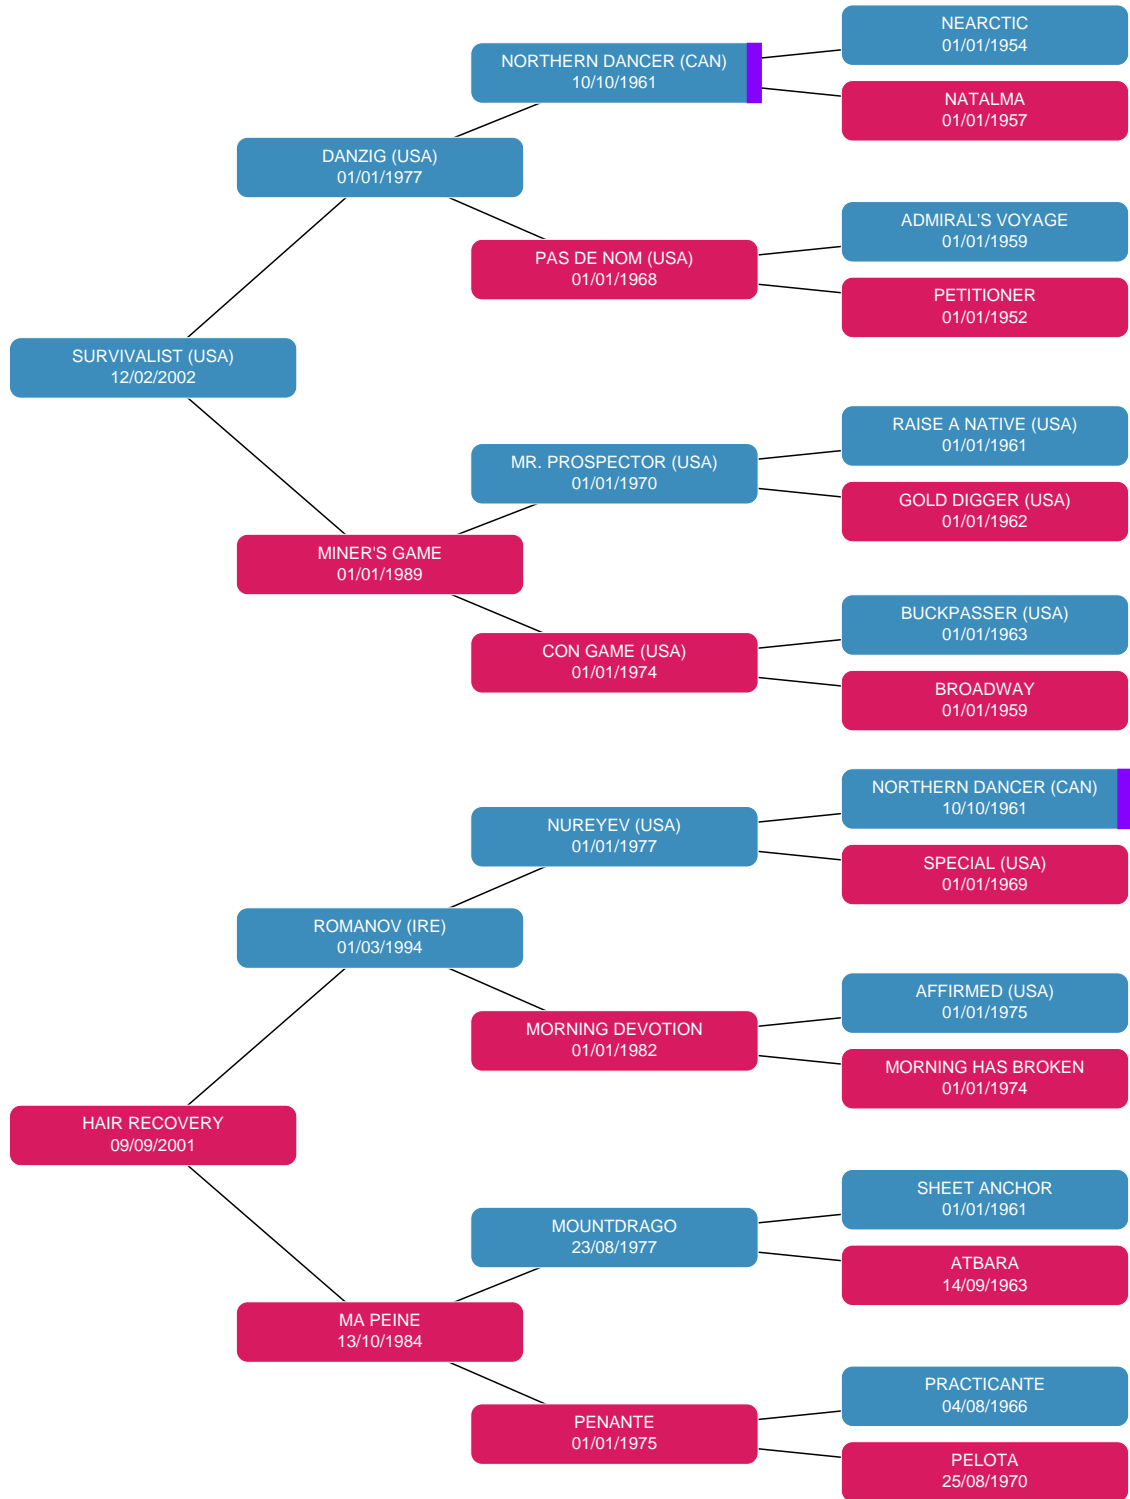 NEARCTIC
01/01/1954
NORTHERN DANCER (CAN)
10/10/1961
NATALMA
01/01/1957
DANZIG (USA)
01/01/1977
ADMIRAL'S VOYAGE
01/01/1959
PAS DE NOM (USA)
01/01/1968
PETITIONER
01/01/1952
SURVIVALIST (USA)
12/02/2002
RAISE A NATIVE (USA)
01/01/1961
MR. PROSPECTOR (USA)
01/01/1970
GOLD DIGGER (USA)
01/01/1962
MINER'S GAME
01/01/1989
BUCKPASSER (USA)
01/01/1963
CON GAME (USA)
01/01/1974
BROADWAY
01/01/1959
NORTHERN DANCER (CAN)
10/10/1961
NUREYEV (USA)
01/01/1977
SPECIAL (USA)
01/01/1969
ROMANOV (IRE)
01/03/1994
AFFIRMED (USA)
01/01/1975
MORNING DEVOTION
01/01/1982
MORNING HAS BROKEN
01/01/1974
HAIR RECOVERY
09/09/2001
SHEET ANCHOR
01/01/1961
MOUNTDRAGO
23/08/1977
ATBARA
14/09/1963
MA PEINE
13/10/1984
PRACTICANTE
04/08/1966
PENANTE
01/01/1975
PELOTA
25/08/1970